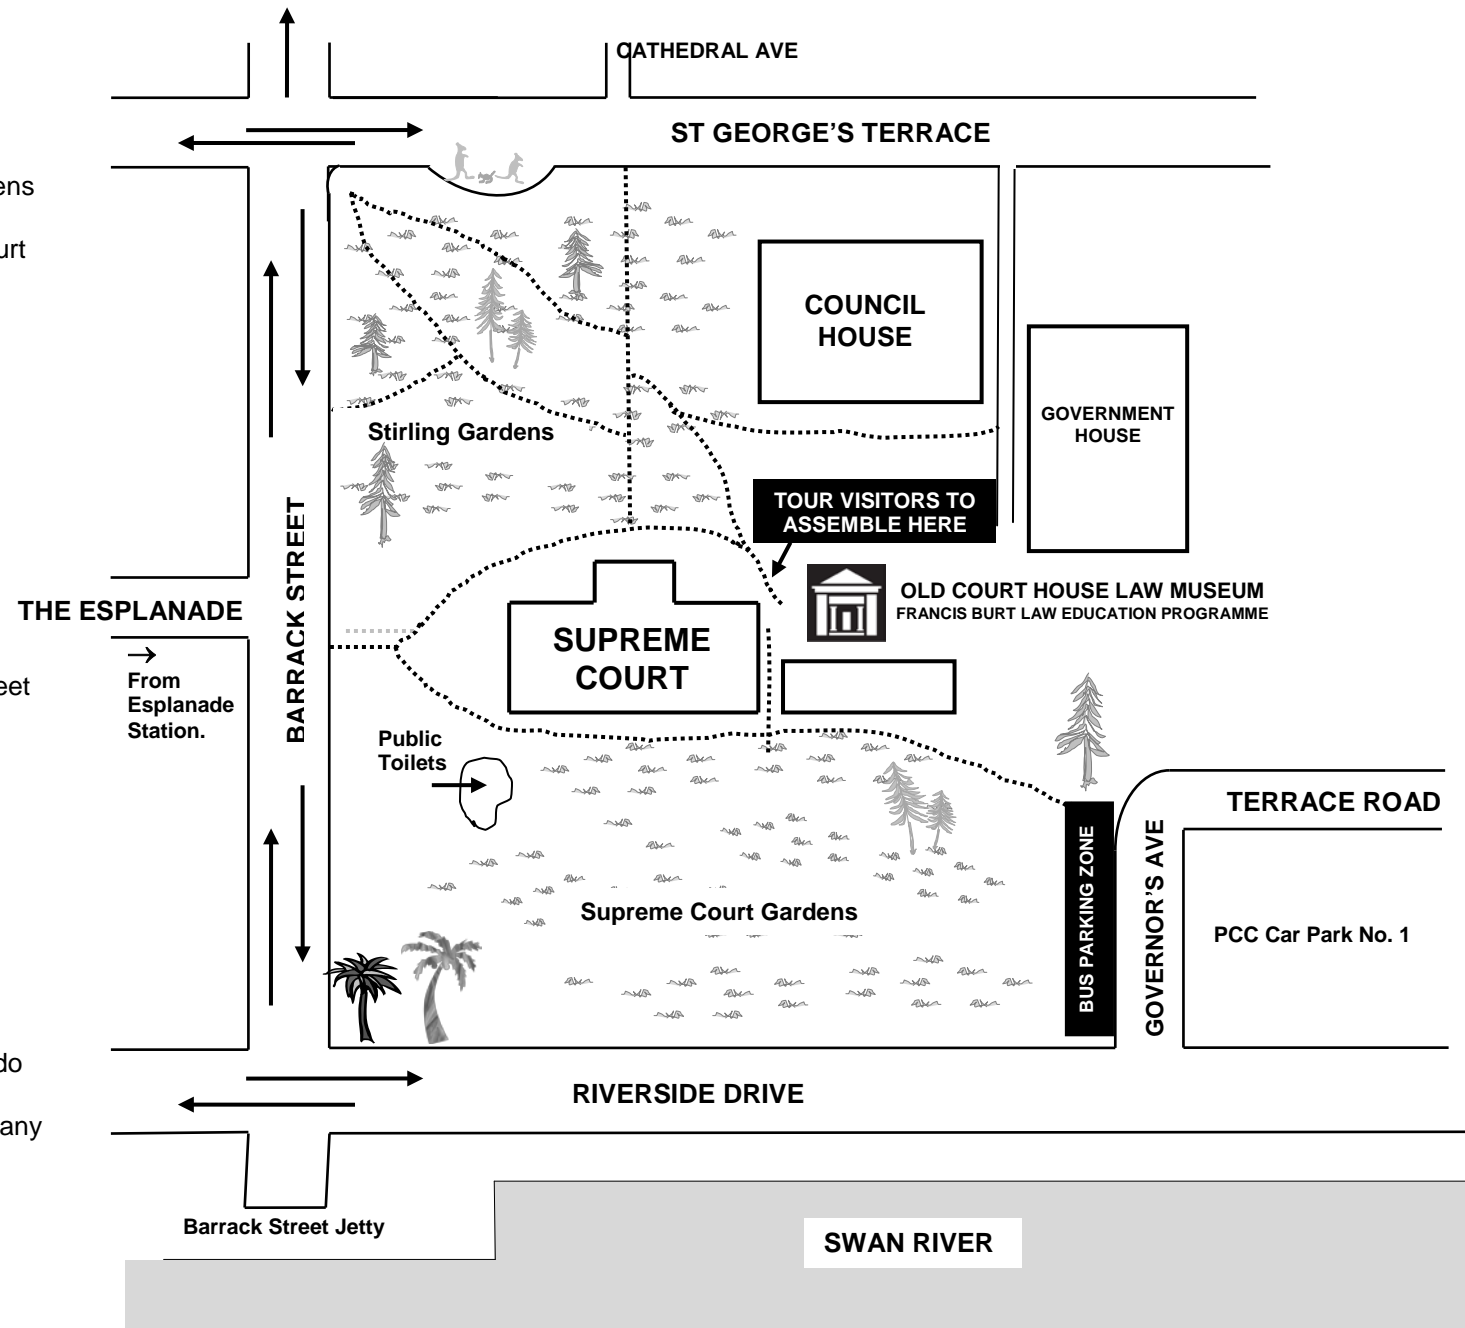 CATHEDRAL AVE
ST GEORGE'S TERRACE
ens
urt
COUNCIL
HOUSE
GOVERNMENT
HOUSE
Stirling Gardens
TOUR VISITORS TO
ASSEMBLE HERE
BARRACK STREET
THE ESPLANADE
OLD COURT HOUSE LAW MUSEUM
FRANCIS BURT LAW EDUCATION PROGRAMME
SUPREME
COURT
→
From
Esplanade
Station.
eet
Public
Toilets
TERRACE ROAD
BUS PARKING ZONE
GOVERNOR'S AVE
Supreme Court Gardens
PCC Car Park No. 1
do
RIVERSIDE DRIVE
any
Barrack Street Jetty
SWAN RIVER